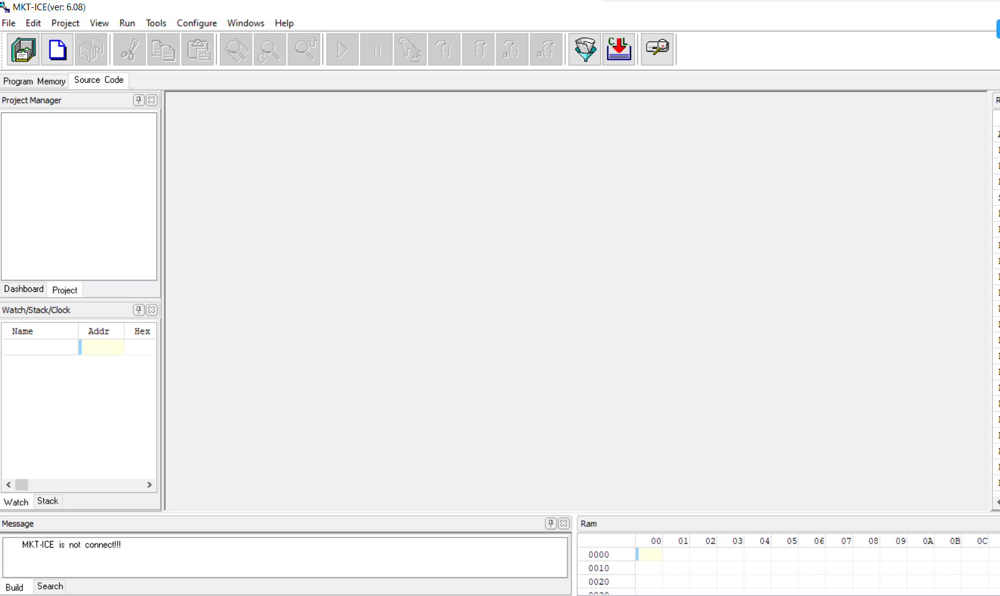 MKT-ICE(ver: 6.08)
File Edit Project View Run Tools Configure Windows Help
Program Memory Source Code
Project Manager
Dashboard Project
Watch/Stack/Clock
Name Addr Hex
Watch Stack
Message
MKT-ICE is not connect!!!
Build Search
Ram
00 01 02 03 04 05 06 07 08 09 0A 0B 0C
0000
0010
0020